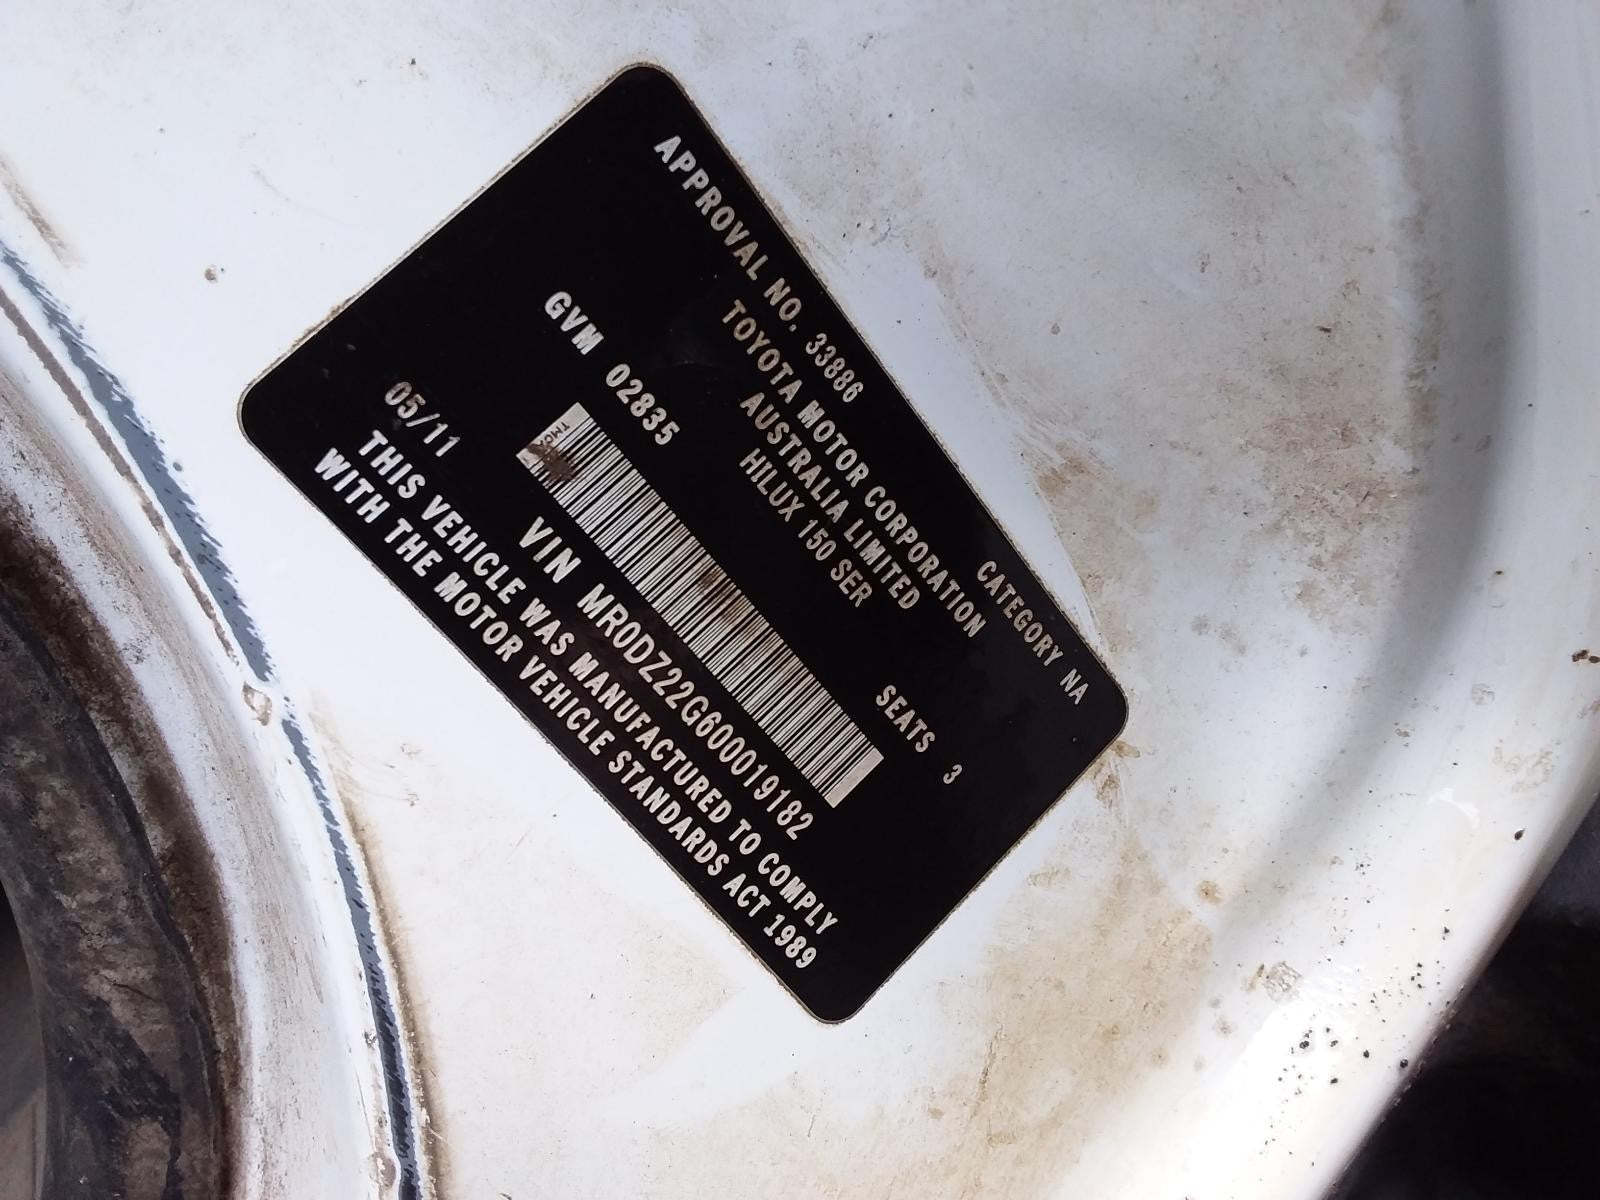 APPROVAL NO. 33886 CATEGORY NA
TOYOTA MOTOR CORPORATION
AUSTRALIA LIMITED
HILUX 150 SER
GVM 02835 SEATS 3
VIN MR0DZ22G600019182
05/11
THIS VEHICLE WAS MANUFACTURED TO COMPLY
WITH THE MOTOR VEHICLE STANDARDS ACT 1989